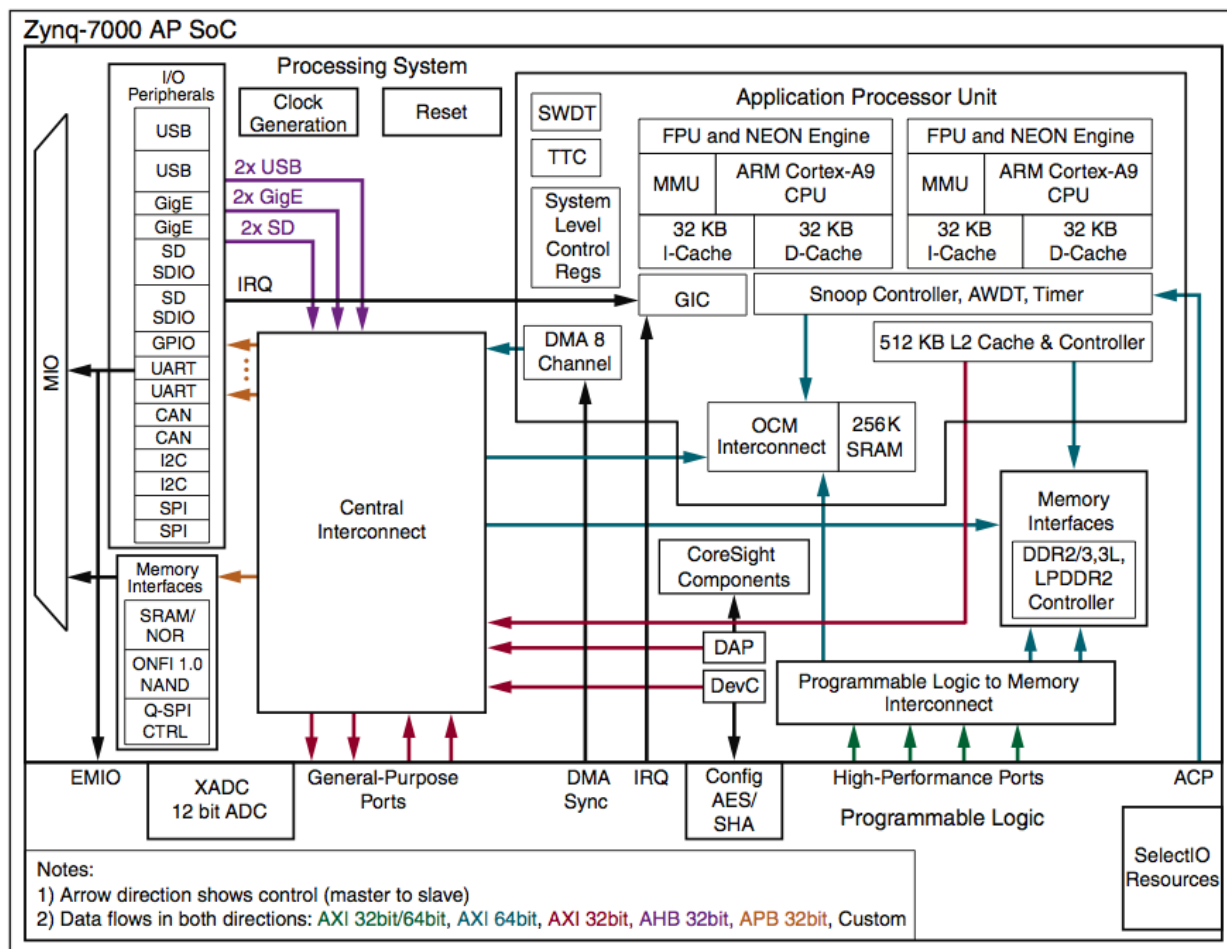 Zynq-7000 AP SoC
Processing System
I/O
Peripherals
USB
USB
GigE
GigE
SD
SDIO
SD
SDIO
GPIO
UART
UART
CAN
CAN
I2C
I2C
SPI
SPI
MIO
Memory
Interfaces
SRAM/
NOR
ONFI 1.0
NAND
Q-SPI
CTRL
Clock
Generation
Reset
2x USB
2x GigE
2x SD
IRQ
Central
Interconnect
Application Processor Unit
SWDT
TTC
System
Level
Control
Regs
FPU and NEON Engine
MMU
ARM Cortex-A9
CPU
32 KB
I-Cache
32 KB
D-Cache
FPU and NEON Engine
MMU
ARM Cortex-A9
CPU
32 KB
I-Cache
32 KB
D-Cache
GIC
Snoop Controller, AWDT, Timer
DMA 8
Channel
512 KB L2 Cache & Controller
OCM
Interconnect
256K
SRAM
Memory
Interfaces
DDR2/3,3L,
LPDDR2
Controller
CoreSight
Components
DAP
DevC
Programmable Logic to Memory
Interconnect
EMIO
XADC
12 bit ADC
General-Purpose
Ports
DMA
Sync
IRQ
Config
AES/
SHA
High-Performance Ports
ACP
Programmable Logic
SelectIO
Resources
Notes:
1) Arrow direction shows control (master to slave)
2) Data flows in both directions: AXI 32bit/64bit, AXI 64bit, AXI 32bit, AHB 32bit, APB 32bit, Custom